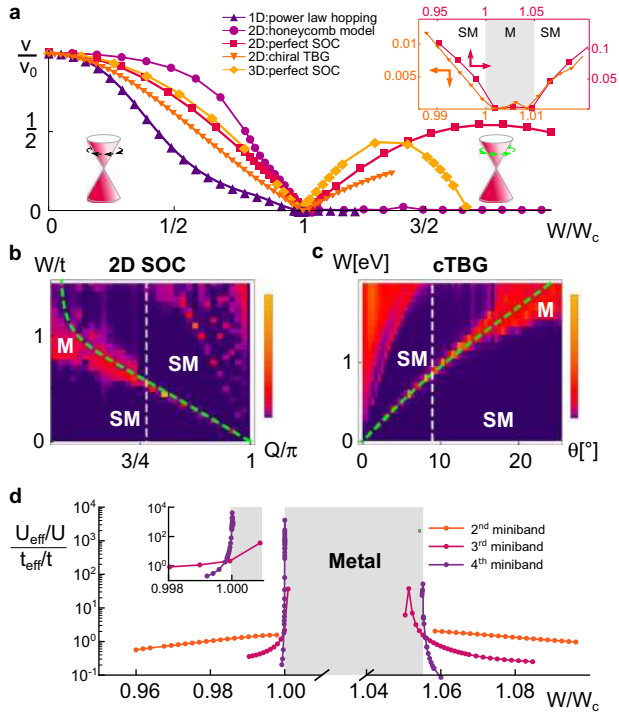 a
v
v0
1D:power law hopping
2D:honeycomb model
2D:perfect SOC
2D:chiral TBG
3D:perfect SOC
0.95 1 1.05
SM M SM
0.01
0.005
0.1
0.05
0.99 1 1.01
1
2
0
0 1/2 1 3/2 W/Wc
b W/t 2D SOC
1
M
SM
SM
0
3/4 1 Q/π
c W[eV] cTBG
1
M
SM
SM
0
0 10 20 θ[°]
d
Ueff/U
teff/t
10^4
10^3
10^2
10^1
10^0
10^-1
10^4
10^2
10^0
0.998 1.000
Metal
2nd miniband
3rd miniband
4th miniband
0.96 0.98 1.00 1.04 1.06 1.08 W/Wc